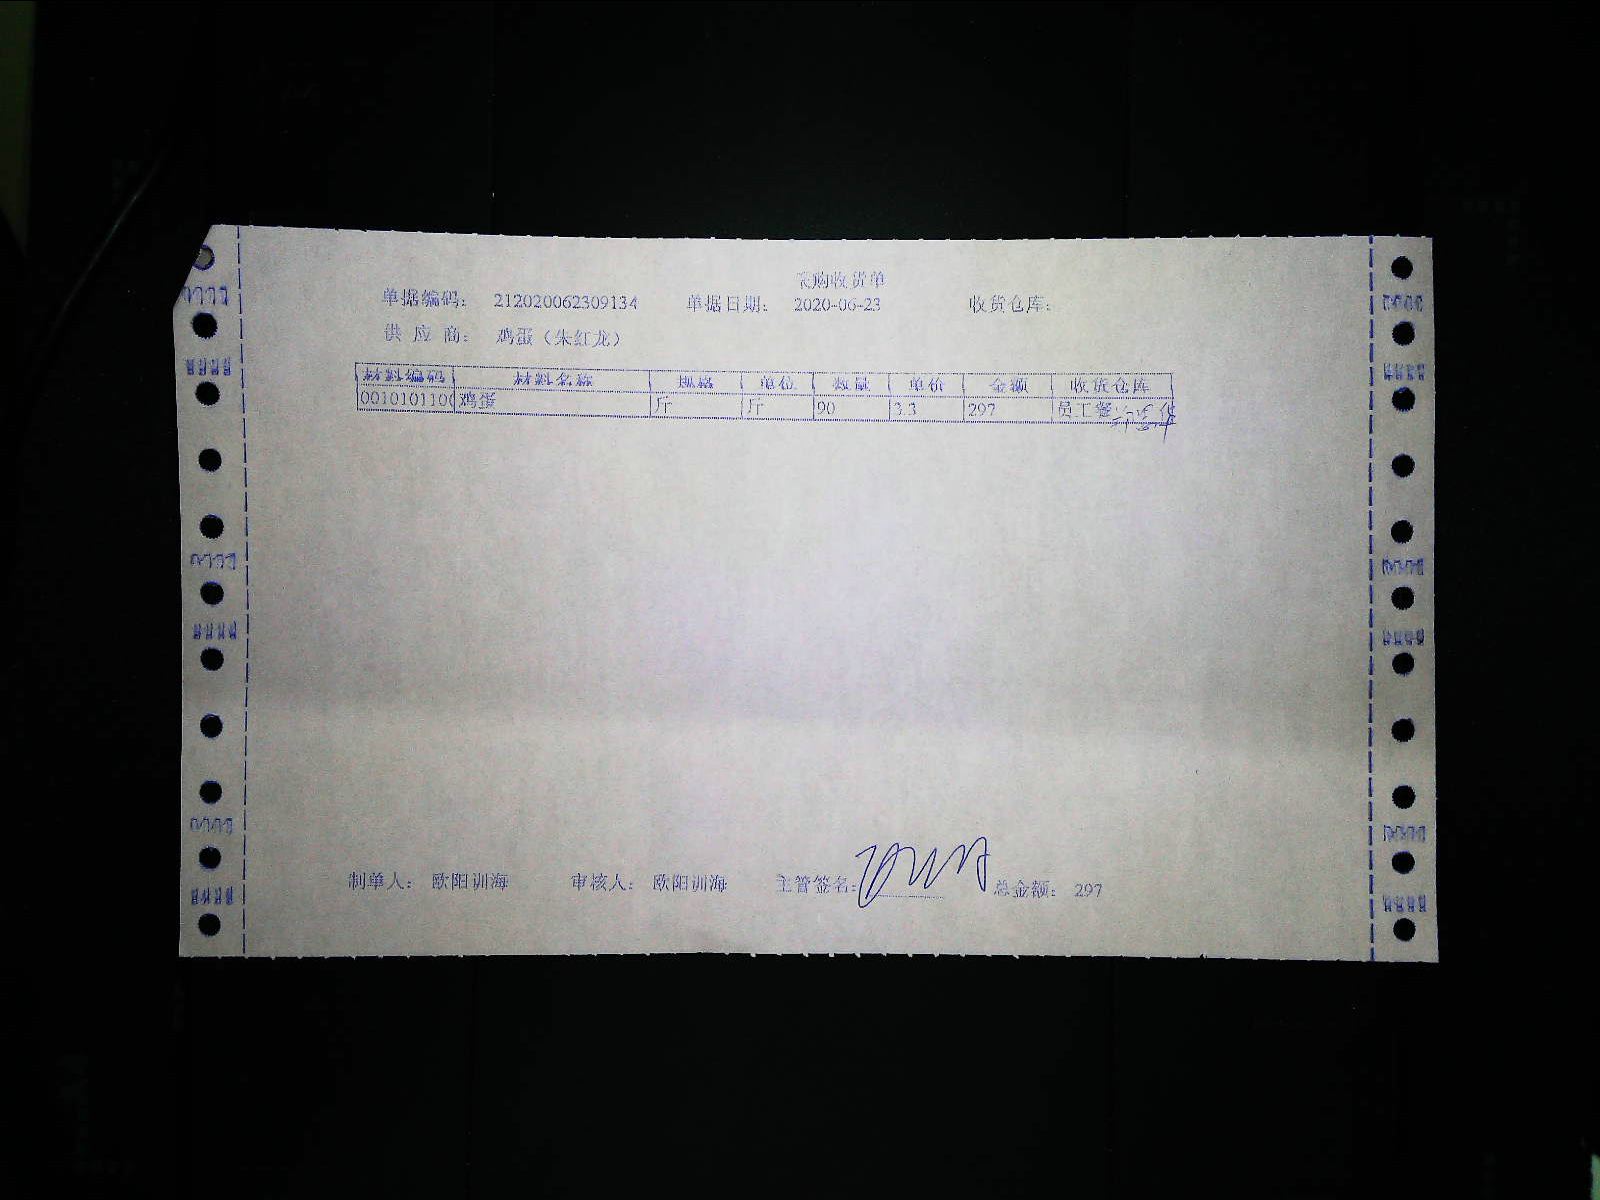 采购收货单
单据编码： 212020062309134 单据日期： 2020-06-23 收货仓库：
供 应 商： 鸡蛋（朱红龙）
材料编码 材料名称 规格 单位 数量 单价 金额 收货仓库
0010101100 鸡蛋 斤 斤 90 3.3 297 员工餐
制单人： 欧阳训海 审核人： 欧阳训海 主管签名： 总金额： 297